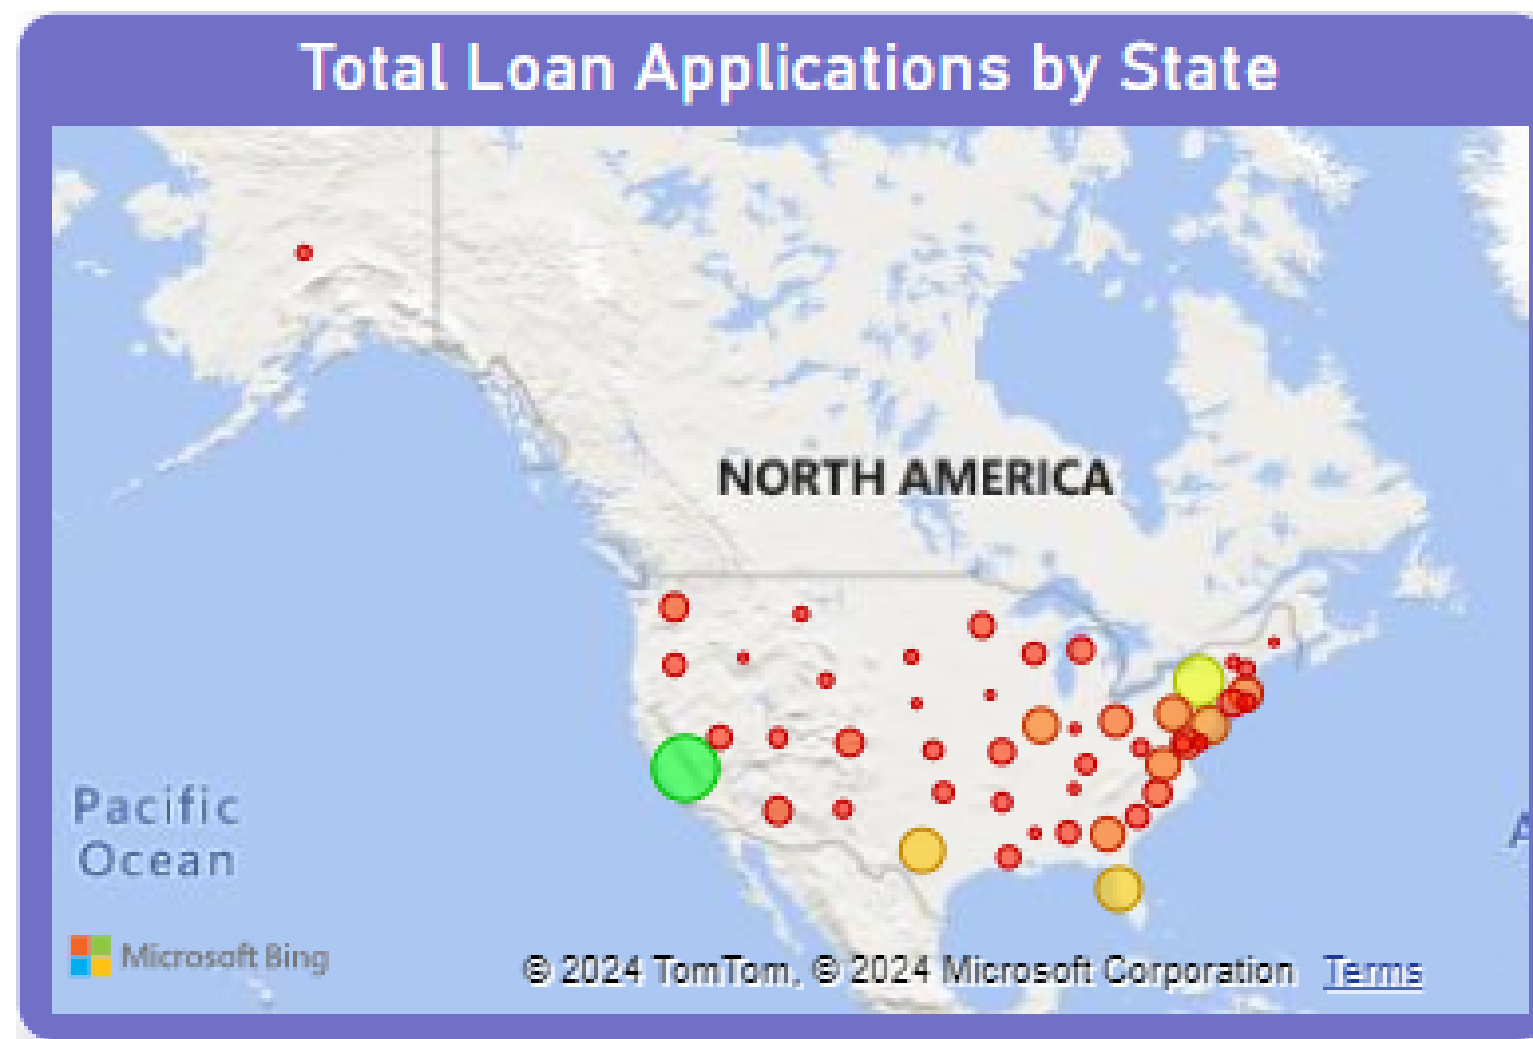 Total Loan Applications by State
NORTH AMERICA
Pacific
Ocean
A
Microsoft Bing
© 2024 TomTom, © 2024 Microsoft Corporation Terms